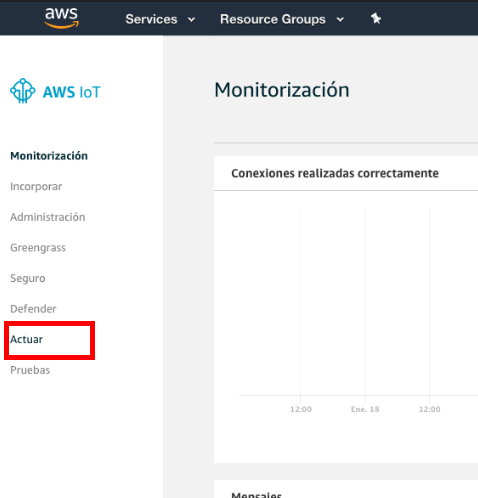 aws
Services
Resource Groups
AWS IoT
Monitorización
Incorporar
Administración
Greengrass
Seguro
Defender
Actuar
Pruebas
Monitorización
Conexiones realizadas correctamente
12:00 Ene. 18 12:00
Mensajes